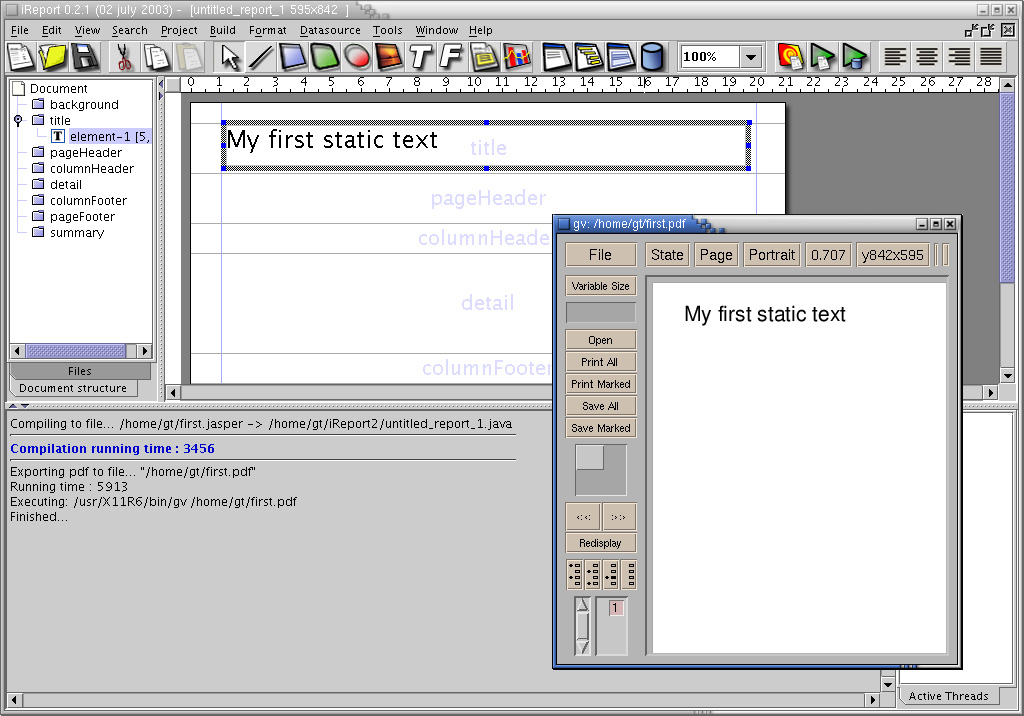 iReport 0.2.1 (02 july 2003) - [untitled_report_1 595x842 ]
File Edit View Search Project Build Format Datasource Tools Window Help
T F 100%
0 1 2 3 4 5 6 7 8 9 10 11 12 13 14 15 16 17 18 19 20 21 22 23 24 25 26 27 28
Document
background
title
T element-1 [5,
pageHeader
columnHeader
detail
columnFooter
pageFooter
summary
Files
Document structure
My first static text
title
pageHeader
columnHeade
detail
columnFooter
Compiling to file... /home/gt/first.jasper -> /home/gt/iReport2/untitled_report_1.java
Compilation running time : 3456
Exporting pdf to file... "/home/gt/first.pdf"
Running time : 5913
Executing: /usr/X11R6/bin/gv /home/gt/first.pdf
Finished...
gv: /home/gt/first.pdf
File State Page Portrait 0.707 y842x595
Variable Size
Open
Print All
Print Marked
Save All
Save Marked
<< >>
Redisplay
1
My first static text
Active Threads